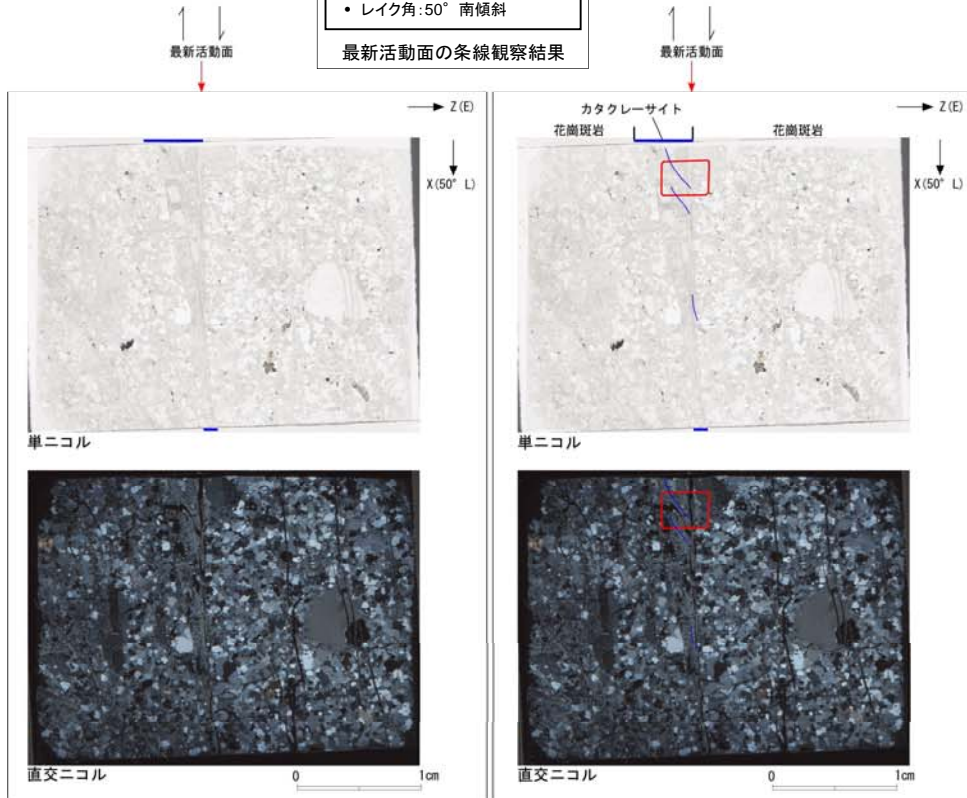 • レイク角：50° 南傾斜
最新活動面の条線観察結果
最新活動面
Z(E)
X(50° L)
単ニコル
直交ニコル
0 1cm
最新活動面
Z(E)
カタクレーサイト
花崗斑岩 花崗斑岩
X(50° L)
単ニコル
直交ニコル
0 1cm